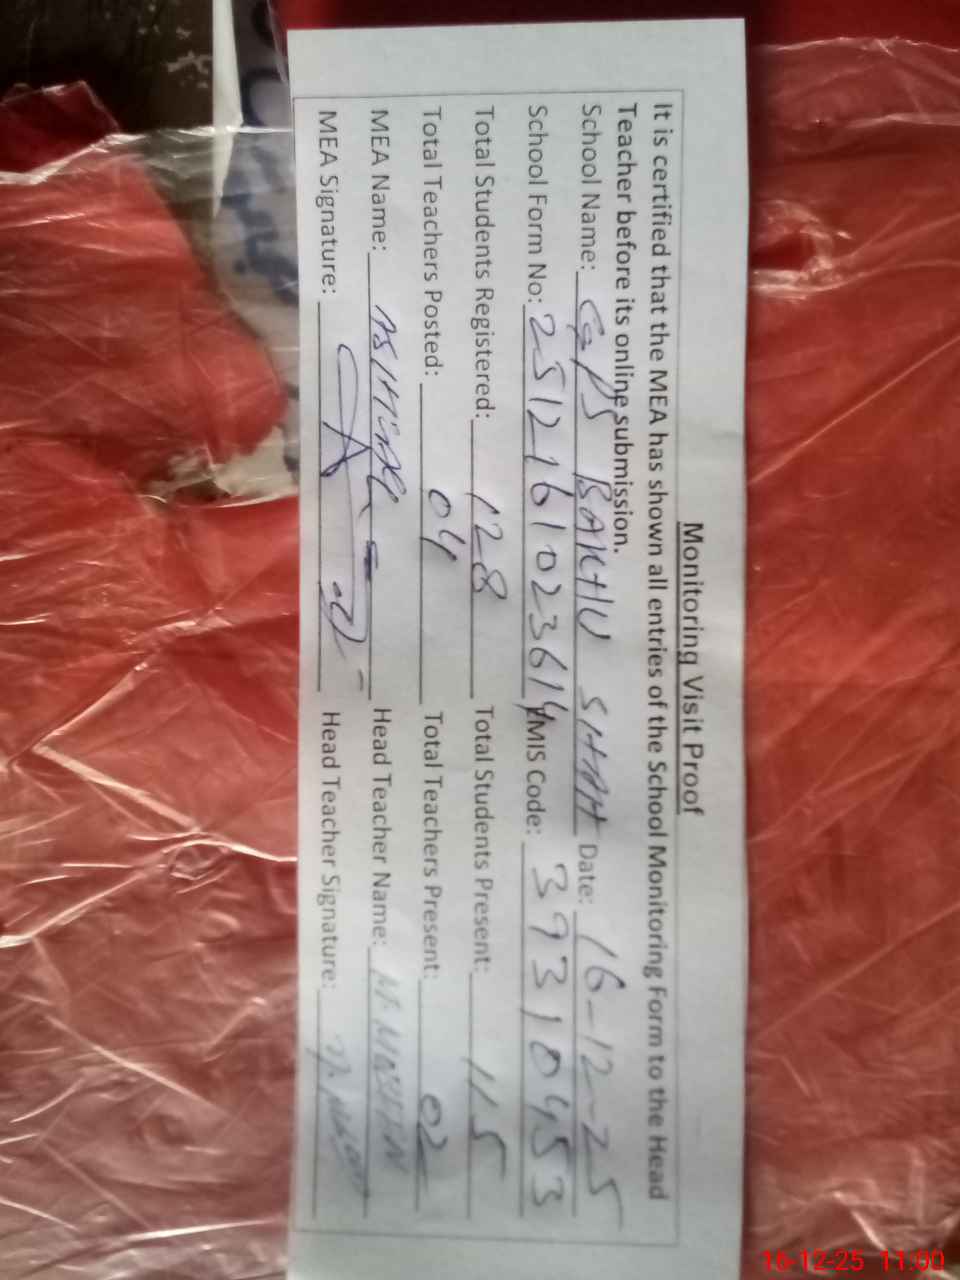 Monitoring Visit Proof
It is certified that the MEA has shown all entries of the School Monitoring Form to the Head
Teacher before its online submission.
School Name: GPS BAKHU SHAH Date: 16-12-25
School Form No: 2512161023614 EMIS Code: 39310453
Total Students Registered: 128 Total Students Present: 115
Total Teachers Posted: 04 Total Teachers Present: 02
MEA Name: Head Teacher Name:
MEA Signature: Head Teacher Signature:
16-12-25 11:00